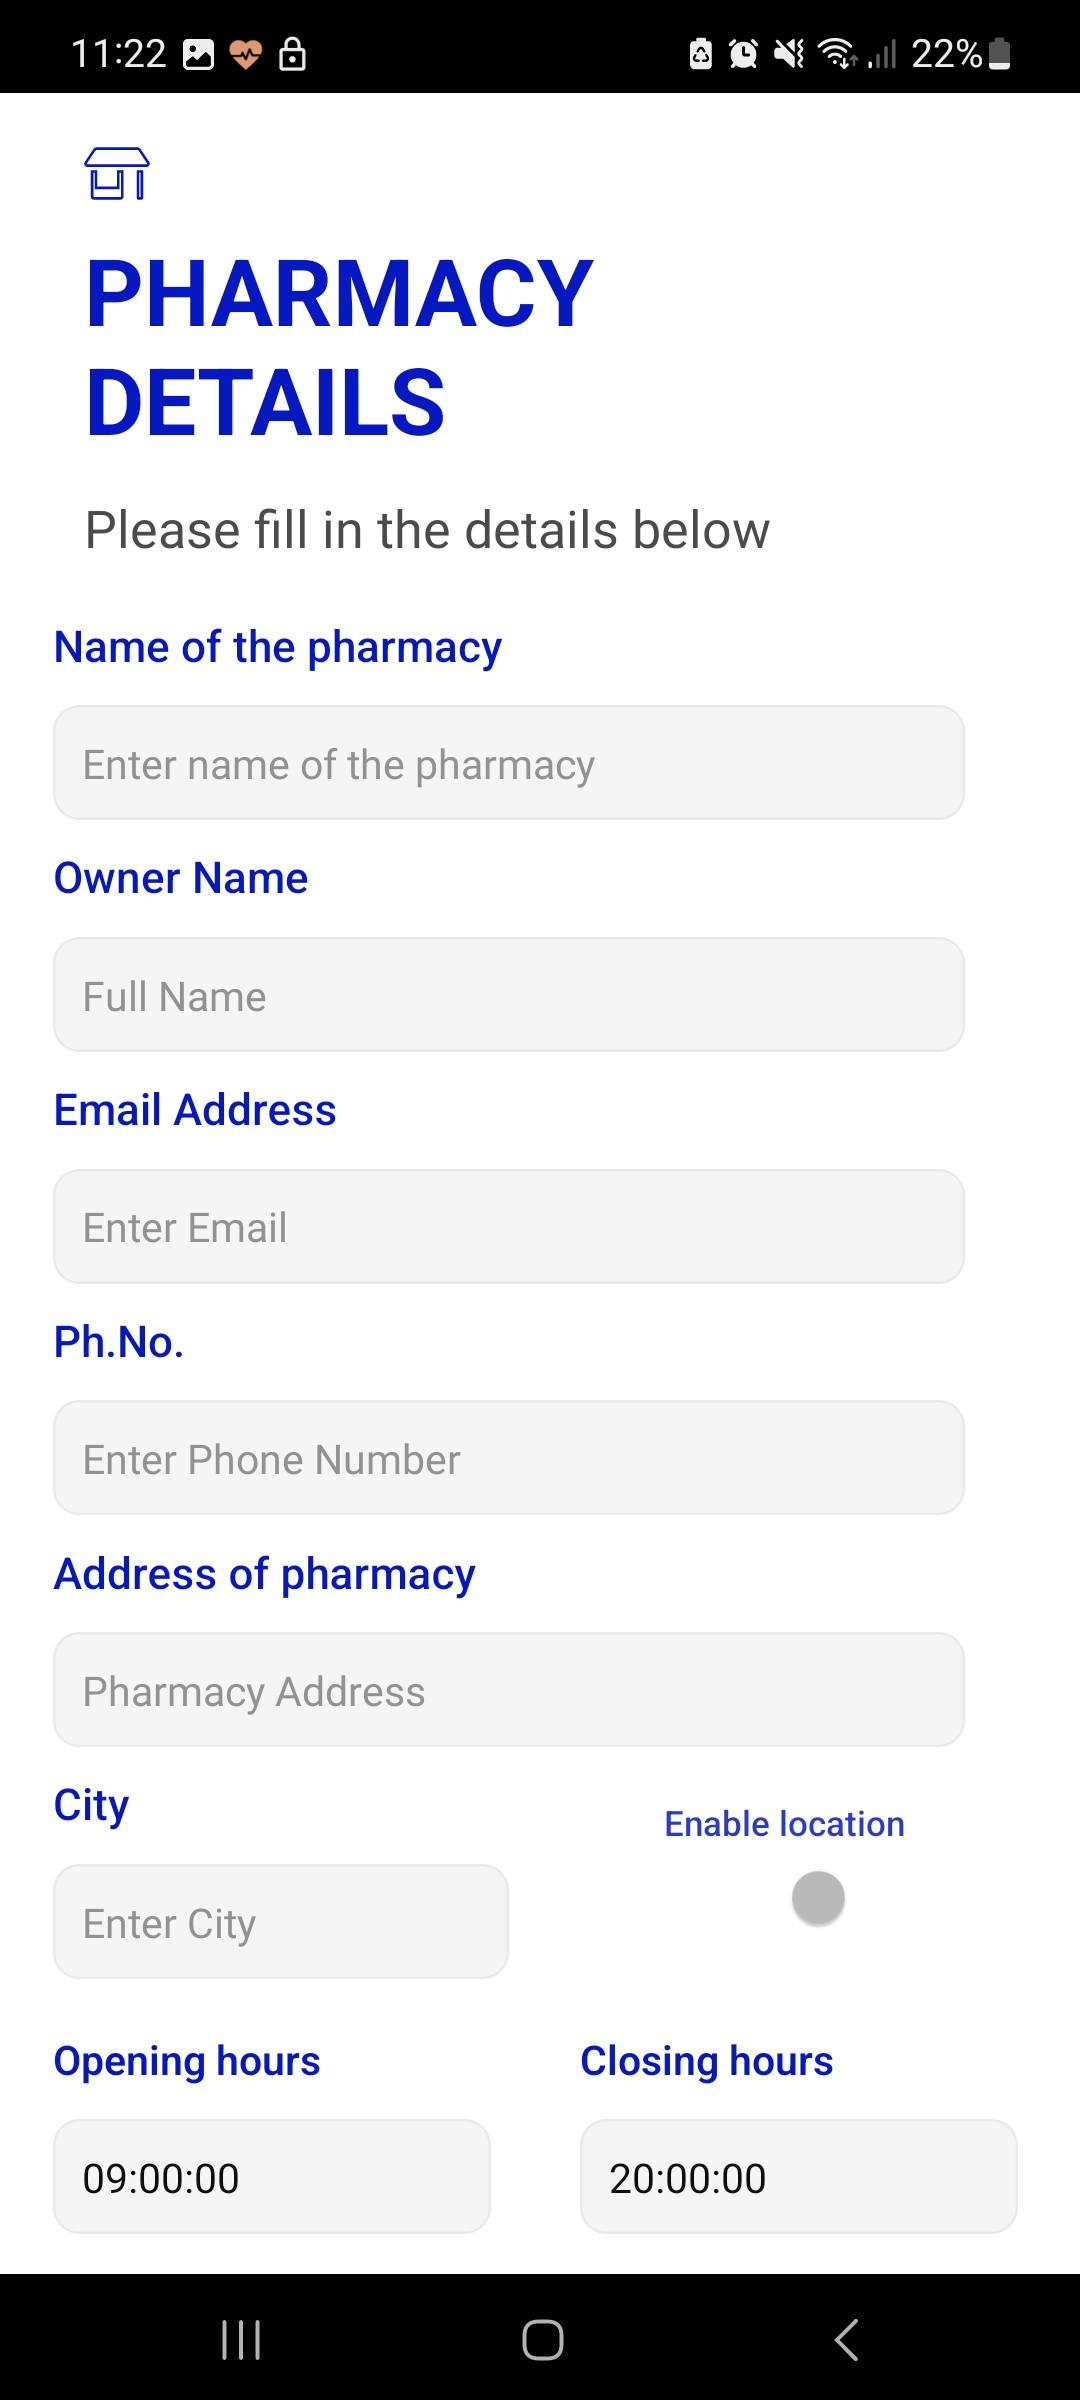 11:22
22%
PHARMACY
DETAILS
Please fill in the details below
Name of the pharmacy
Enter name of the pharmacy
Owner Name
Full Name
Email Address
Enter Email
Ph.No.
Enter Phone Number
Address of pharmacy
Pharmacy Address
City
Enable location
Enter City
Opening hours
Closing hours
09:00:00
20:00:00